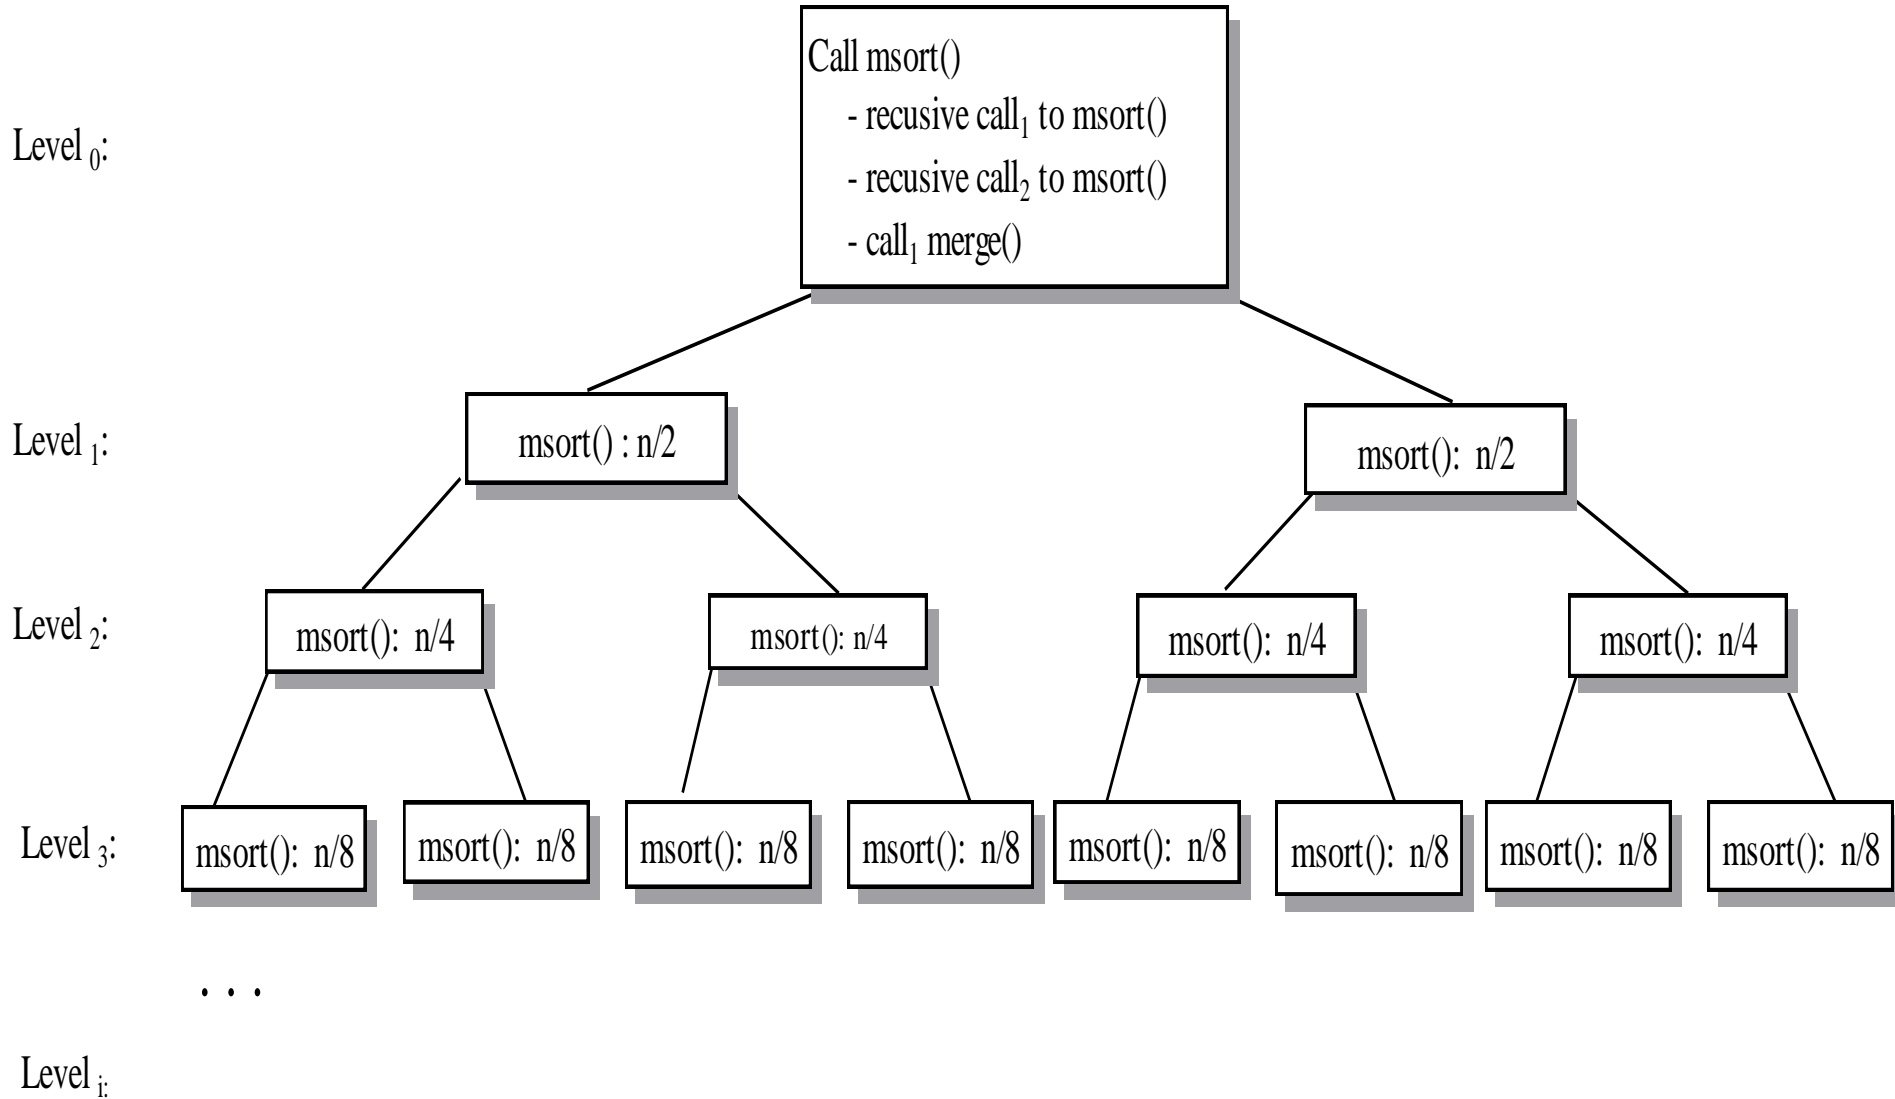 Call msort()
- recusive call₁ to msort()
- recusive call₂ to msort()
- call₁ merge()
Level ₀:
Level ₁:
msort() : n/2
msort(): n/2
Level ₂:
msort(): n/4
msort(): n/4
msort(): n/4
msort(): n/4
Level ₃:
msort(): n/8
msort(): n/8
msort(): n/8
msort(): n/8
msort(): n/8
msort(): n/8
msort(): n/8
msort(): n/8
. . .
Level ᵢ: